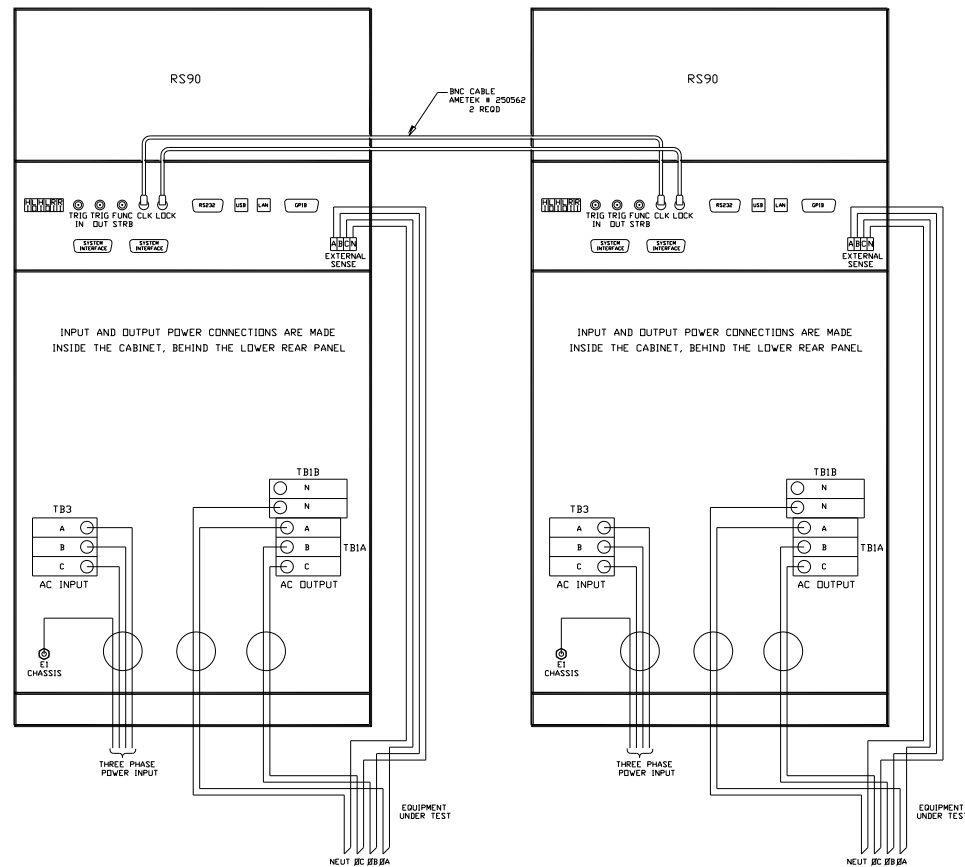 RS90
RS90
BNC CABLE
AMETEK # 250562
2 REQD
RS232 USB LAN GPIB
TRIG TRIG FUNC CLK LOCK
IN OUT STRB
SYSTEM INTERFACE
SYSTEM INTERFACE
A B C N
EXTERNAL
SENSE
RS232 USB LAN GPIB
TRIG TRIG FUNC CLK LOCK
IN OUT STRB
SYSTEM INTERFACE
SYSTEM INTERFACE
A B C N
EXTERNAL
SENSE
INPUT AND OUTPUT POWER CONNECTIONS ARE MADE
INSIDE THE CABINET, BEHIND THE LOWER REAR PANEL
INPUT AND OUTPUT POWER CONNECTIONS ARE MADE
INSIDE THE CABINET, BEHIND THE LOWER REAR PANEL
TB1B
N
N
TB3
A
B
C
AC INPUT
A
B
C
TB1A
AC OUTPUT
E1
CHASSIS
TB1B
N
N
TB3
A
B
C
AC INPUT
A
B
C
TB1A
AC OUTPUT
E1
CHASSIS
THREE PHASE
POWER INPUT
EQUIPMENT
UNDER TEST
NEUT ØC ØB ØA
THREE PHASE
POWER INPUT
EQUIPMENT
UNDER TEST
NEUT ØC ØB ØA